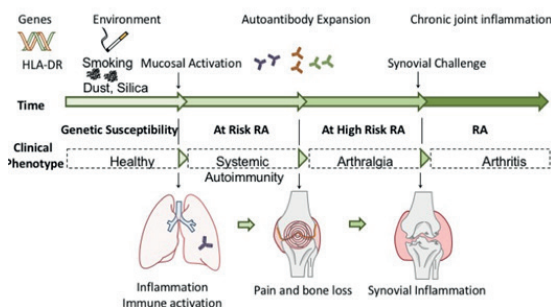 Genes
Environment
Autoantibody Expansion
Chronic joint inflammation
HLA-DR
Smoking
Dust, Silica
Mucosal Activation
Synovial Challenge
Time
Genetic Susceptibility
At Risk RA
At High Risk RA
RA
Clinical
Phenotype
Healthy
Systemic
Autoimmunity
Arthralgia
Arthritis
Inflammation
Immune activation
Pain and bone loss
Synovial Inflammation